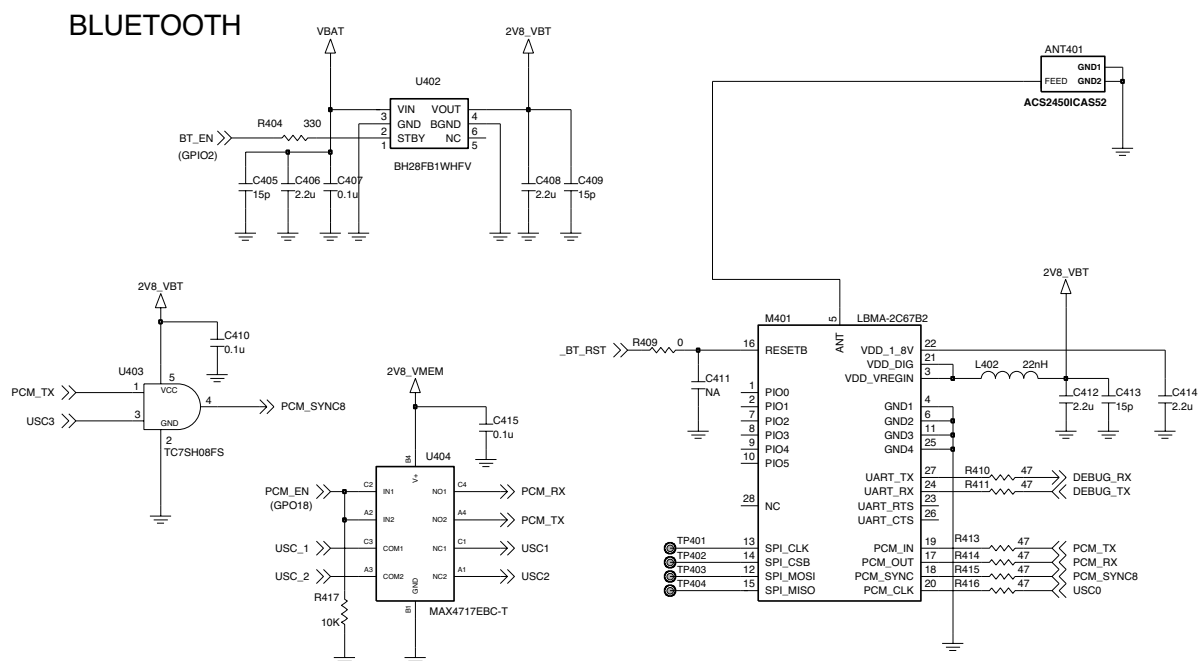 BLUETOOTH
VBAT
2V8_VBT
U402
VIN VOUT
3 GND BGND 4
2 STBY NC 6
1 5
BH28FB1WHFV
R404 330
BT_EN
(GPIO2)
C405
15p
C406
2.2u
C407
0.1u
C408
2.2u
C409
15p
ANT401
GND1
FEED GND2
ACS2450ICAS52
2V8_VBT
C410
0.1u
U403
5
VCC
PCM_TX 1
4 PCM_SYNC8
USC3 3
GND
2
TC7SH08FS
2V8_VMEM
C415
0.1u
U404
B4
V+
PCM_EN C2 IN1 NO1 C4 PCM_RX
(GPO18)
A2 IN2 NO2 A4 PCM_TX
USC_1 C3 COM1 NC1 C1 USC1
USC_2 A3 COM2 NC2 A1 USC2
GND
B1
R417
10K
MAX4717EBC-T
M401 5 LBMA-2C67B2
ANT
_BT_RST R409 0 16 RESETB
C411
NA
1 PIO0
2 PIO1
7 PIO2
8 PIO3
9 PIO4
10 PIO5
28 NC
TP401 13 SPI_CLK
TP402 14 SPI_CSB
TP403 12 SPI_MOSI
TP404 15 SPI_MISO
2V8_VBT
VDD_1_8V 22
VDD_DIG 21
VDD_VREGIN 3
L402 22nH
C412
2.2u
C413
15p
C414
2.2u
GND1 4
GND2 6
GND3 11
GND4 25
UART_TX 27 R410 47 DEBUG_RX
UART_RX 24 R411 47 DEBUG_TX
UART_RTS 23
UART_CTS 26
PCM_IN 19 R413 47 PCM_TX
PCM_OUT 17 R414 47 PCM_RX
PCM_SYNC 18 R415 47 PCM_SYNC8
PCM_CLK 20 R416 47 USC0